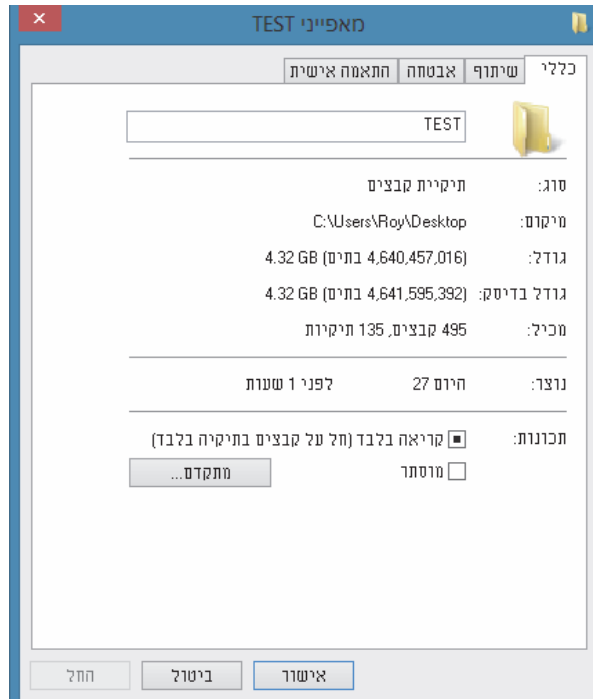 מאפייני TEST
כללי שיתוף אבטחה התאמה אישית
TEST
סוג: תיקיית קבצים
מיקום: C:\Users\Roy\Desktop
גודל: 4.32 GB (4,640,457,016 בתים)
גודל בדיסק: 4.32 GB (4,641,595,392 בתים)
מכיל: 495 קבצים, 135 תיקיות
נוצר: היום 27 לפני 1 שעות
תכונות: קריאה בלבד (חל על קבצים בתיקיה בלבד)
מוסתר מתקדם...
אישור ביטול החל